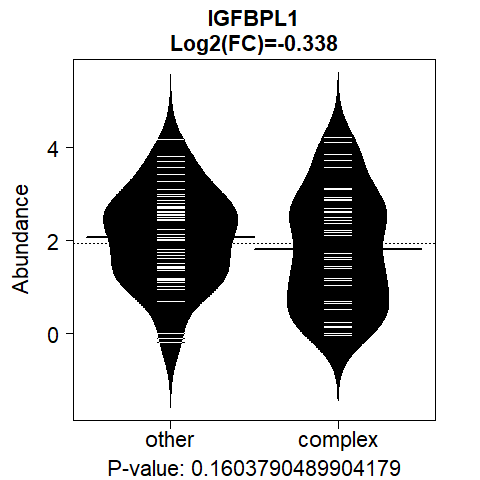 IGFBPL1
Log2(FC)=-0.338
Abundance
4
2
0
other
complex
P-value: 0.1603790489904179